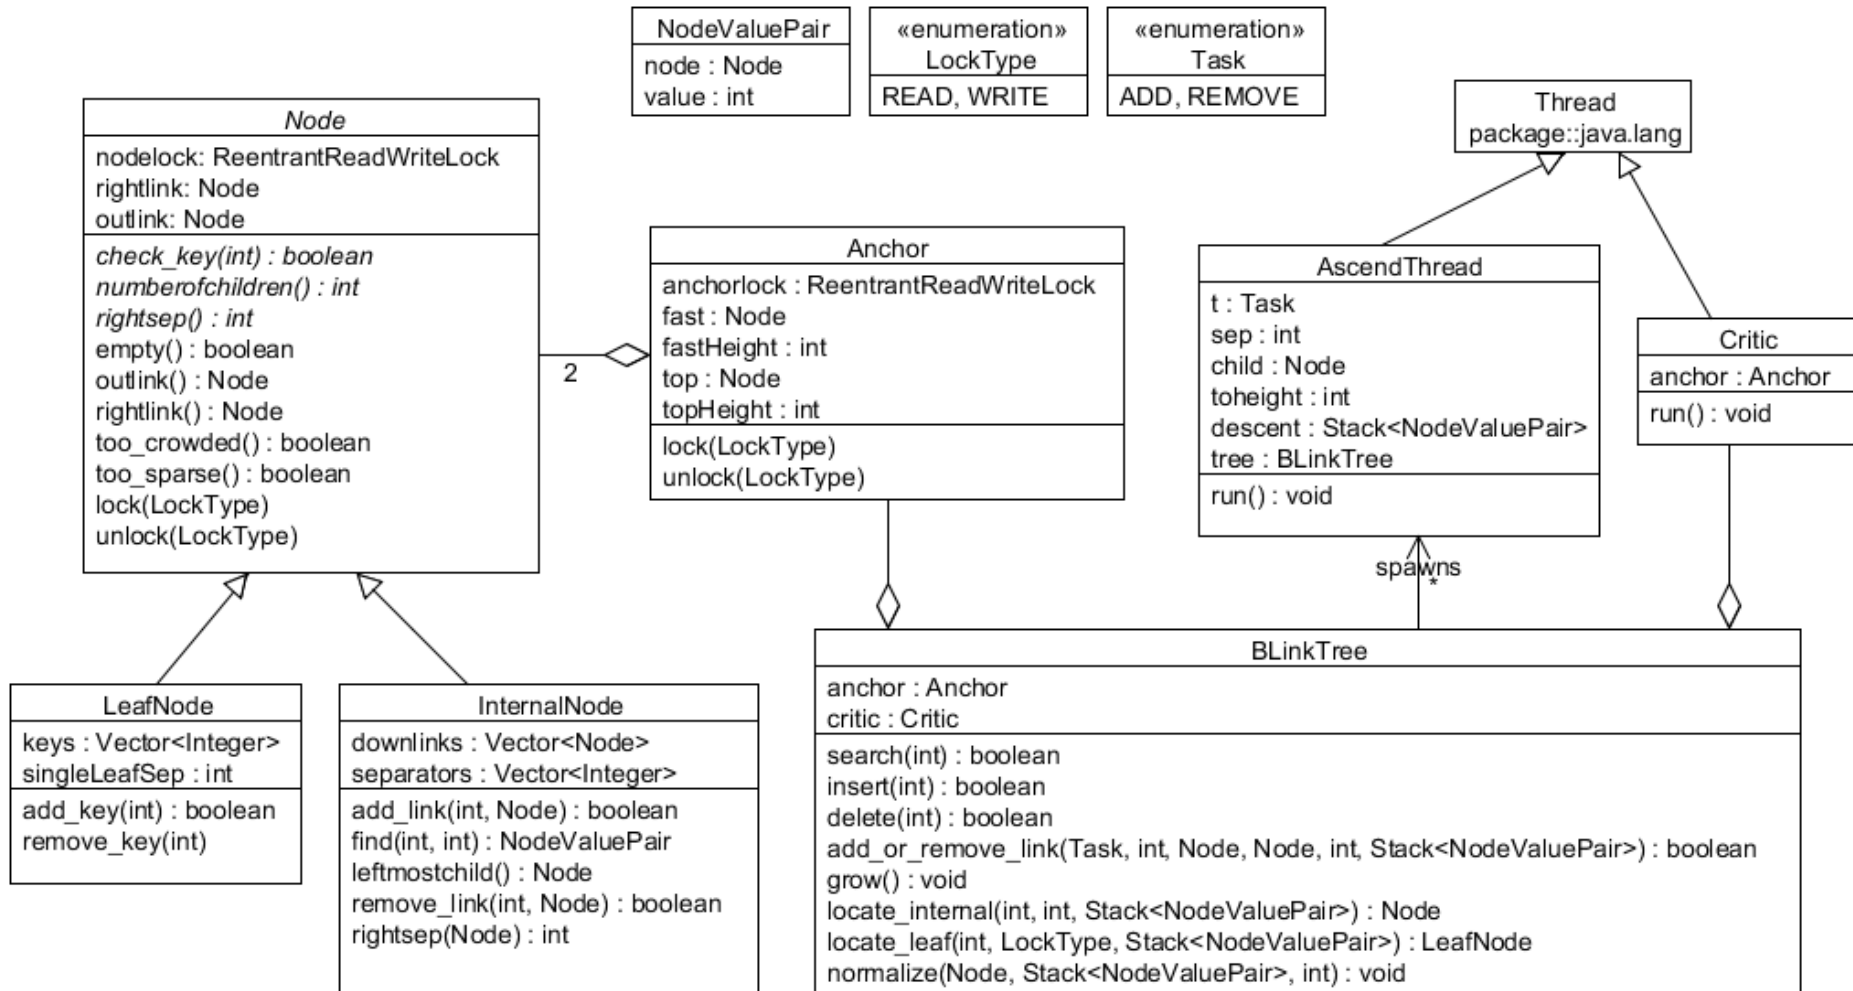 NodeValuePair
node : Node
value : int
«enumeration»
LockType
READ, WRITE
«enumeration»
Task
ADD, REMOVE
Thread
package::java.lang
Node
nodelock: ReentrantReadWriteLock
rightlink: Node
outlink: Node
check_key(int) : boolean
numberofchildren() : int
rightsep() : int
empty() : boolean
outlink() : Node
rightlink() : Node
too_crowded() : boolean
too_sparse() : boolean
lock(LockType)
unlock(LockType)
2
Anchor
anchorlock : ReentrantReadWriteLock
fast : Node
fastHeight : int
top : Node
topHeight : int
lock(LockType)
unlock(LockType)
AscendThread
t : Task
sep : int
child : Node
toheight : int
descent : Stack<NodeValuePair>
tree : BLinkTree
run() : void
Critic
anchor : Anchor
run() : void
spawns
*
LeafNode
keys : Vector<Integer>
singleLeafSep : int
add_key(int) : boolean
remove_key(int)
InternalNode
downlinks : Vector<Node>
separators : Vector<Integer>
add_link(int, Node) : boolean
find(int, int) : NodeValuePair
leftmostchild() : Node
remove_link(int, Node) : boolean
rightsep(Node) : int
BLinkTree
anchor : Anchor
critic : Critic
search(int) : boolean
insert(int) : boolean
delete(int) : boolean
add_or_remove_link(Task, int, Node, Node, int, Stack<NodeValuePair>) : boolean
grow() : void
locate_internal(int, int, Stack<NodeValuePair>) : Node
locate_leaf(int, LockType, Stack<NodeValuePair>) : LeafNode
normalize(Node, Stack<NodeValuePair>, int) : void